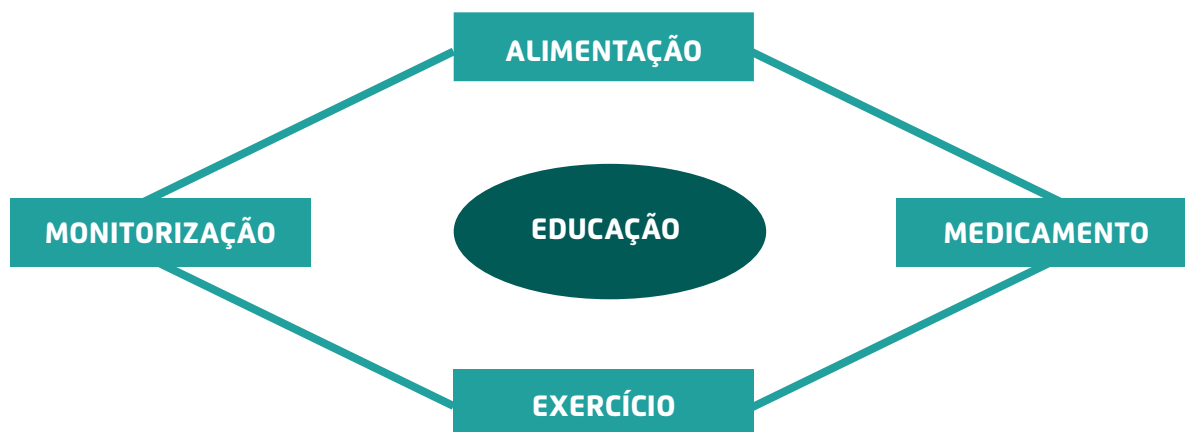 ALIMENTAÇÃO
MONITORIZAÇÃO
EDUCAÇÃO
MEDICAMENTO
EXERCÍCIO